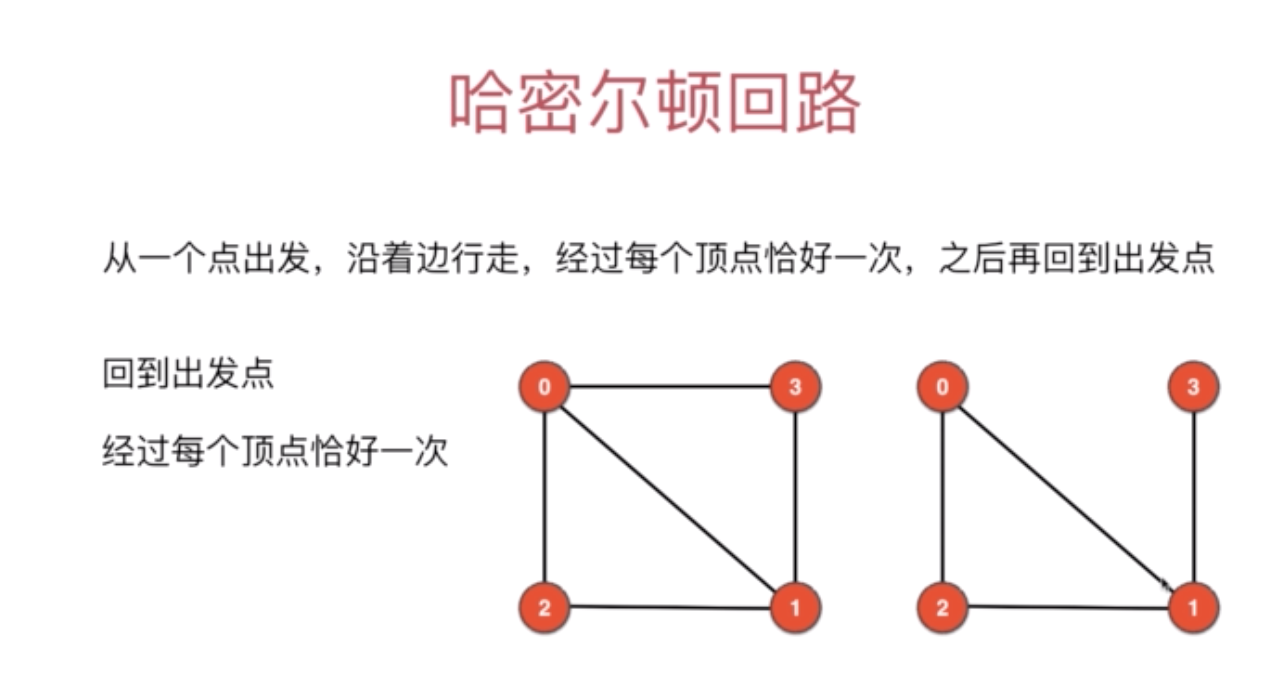 哈密尔顿回路
从一个点出发，沿着边行走，经过每个顶点恰好一次，之后再回到出发点
回到出发点
经过每个顶点恰好一次
0 3 0 3
2 1 2 1